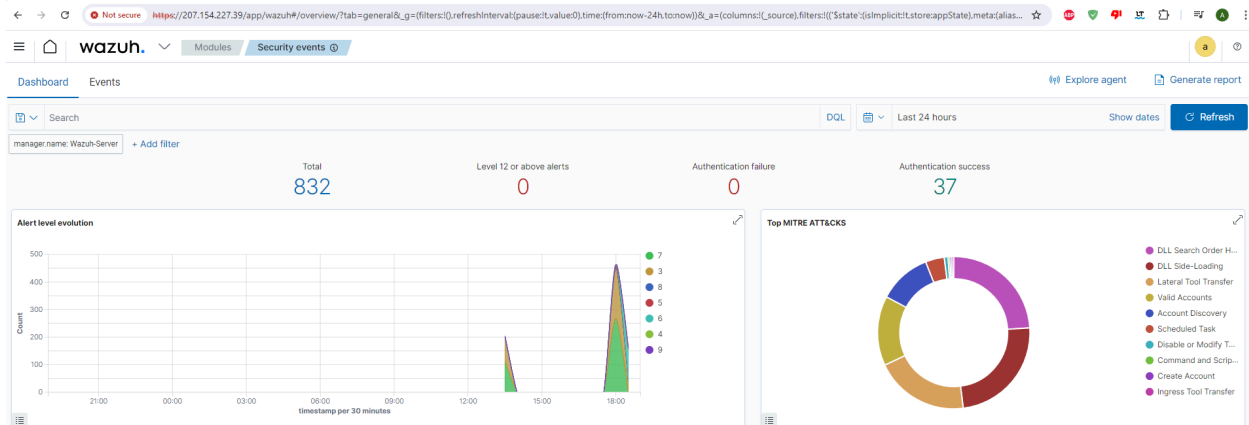 Not secure https://207.154.227.39/app/wazuh#/overview/?tab=general&_g=(filters:!(),refreshInterval:(pause:!t,value:0),time:(from:now-24h,to:now))&_a=(columns:!(_source),filters:!(('$state':(isImplicit:!t,store:appState),meta:(alias...
ABP
LT
A
wazuh. Modules Security events a
Dashboard Events Explore agent Generate report
Search DQL Last 24 hours Show dates Refresh
manager.name: Wazuh-Server + Add filter
Total Level 12 or above alerts Authentication failure Authentication success
832 0 0 37
Alert level evolution
500
400
300
200
100
0
Count
21:00 00:00 03:00 06:00 09:00 12:00 15:00 18:00
timestamp per 30 minutes
7
3
8
5
6
4
9
Top MITRE ATT&CKS
DLL Search Order H...
DLL Side-Loading
Lateral Tool Transfer
Valid Accounts
Account Discovery
Scheduled Task
Disable or Modify T...
Command and Scrip...
Create Account
Ingress Tool Transfer